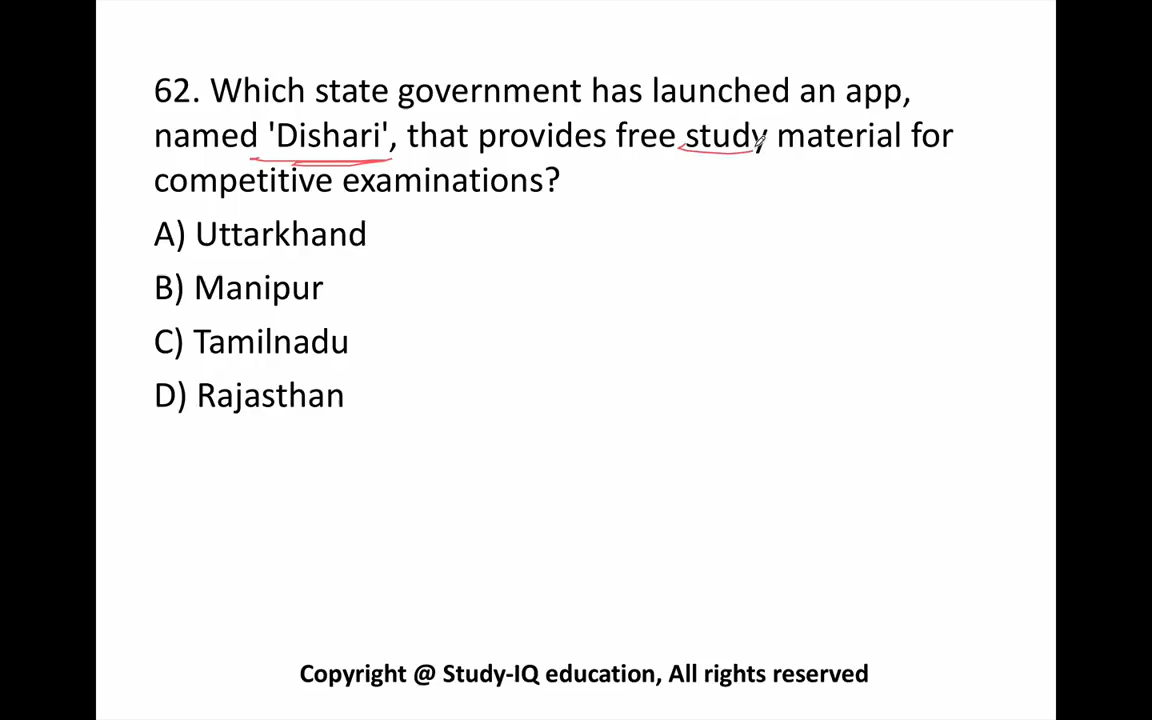 62. Which state government has launched an app,
named 'Dishari', that provides free study material for
competitive examinations?
A) Uttarkhand
B) Manipur
C) Tamilnadu
D) Rajasthan
Copyright @ Study-IQ education, All rights reserved